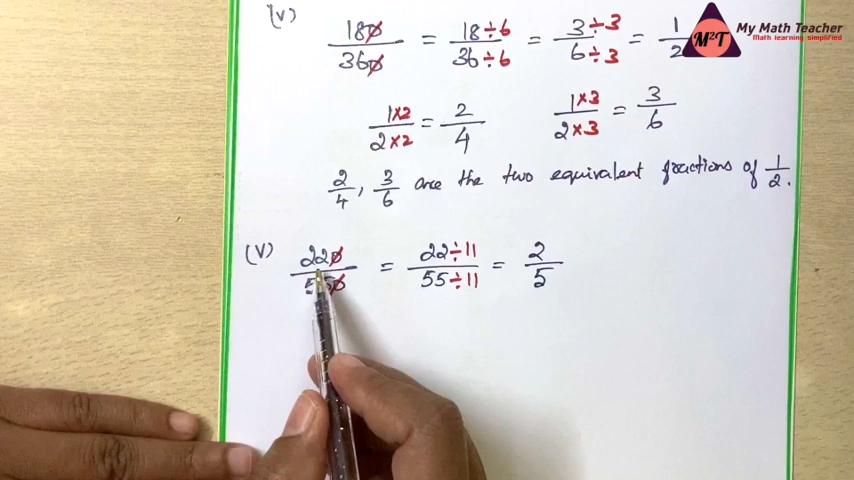 (V) 180/360 = 18÷6/36÷6 = 3÷3/6÷3 = 1/2
My Math Teacher
Math learning simplified
M²T
1×2/2×2 = 2/4 1×3/2×3 = 3/6
2/4, 3/6 are the two equivalent fractions of 1/2.
(V) 220/550 = 22÷11/55÷11 = 2/5